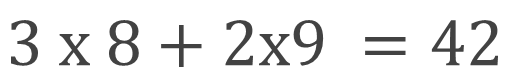 3 x 8 + 2x9 = 42